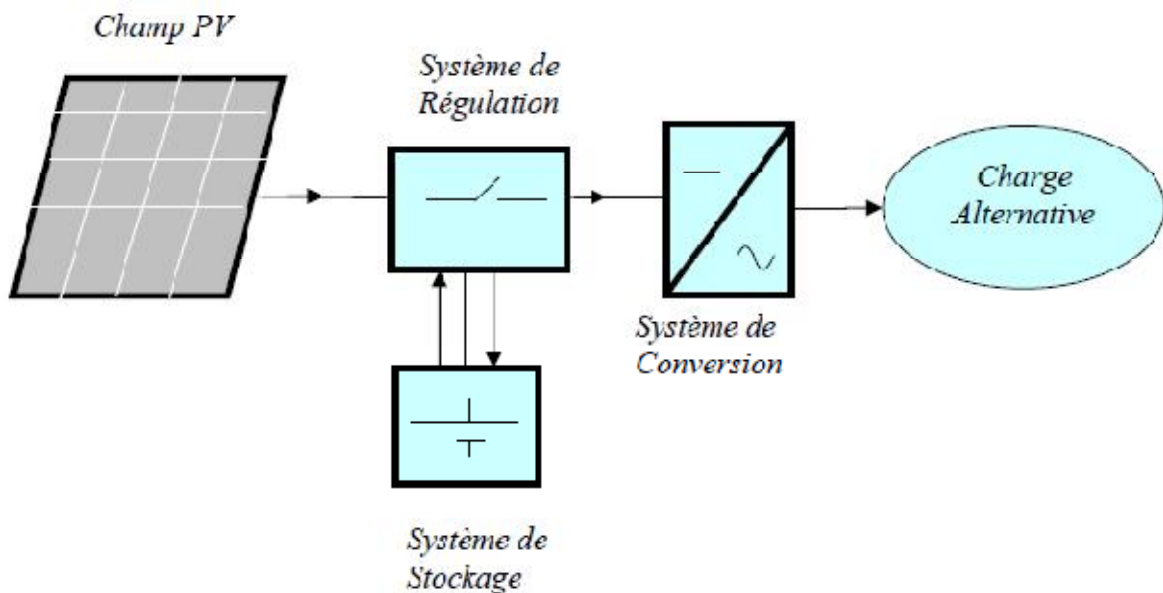 Champ PV
Système de
Régulation
Charge
Alternative
Système de
Conversion
Système de
Stockage